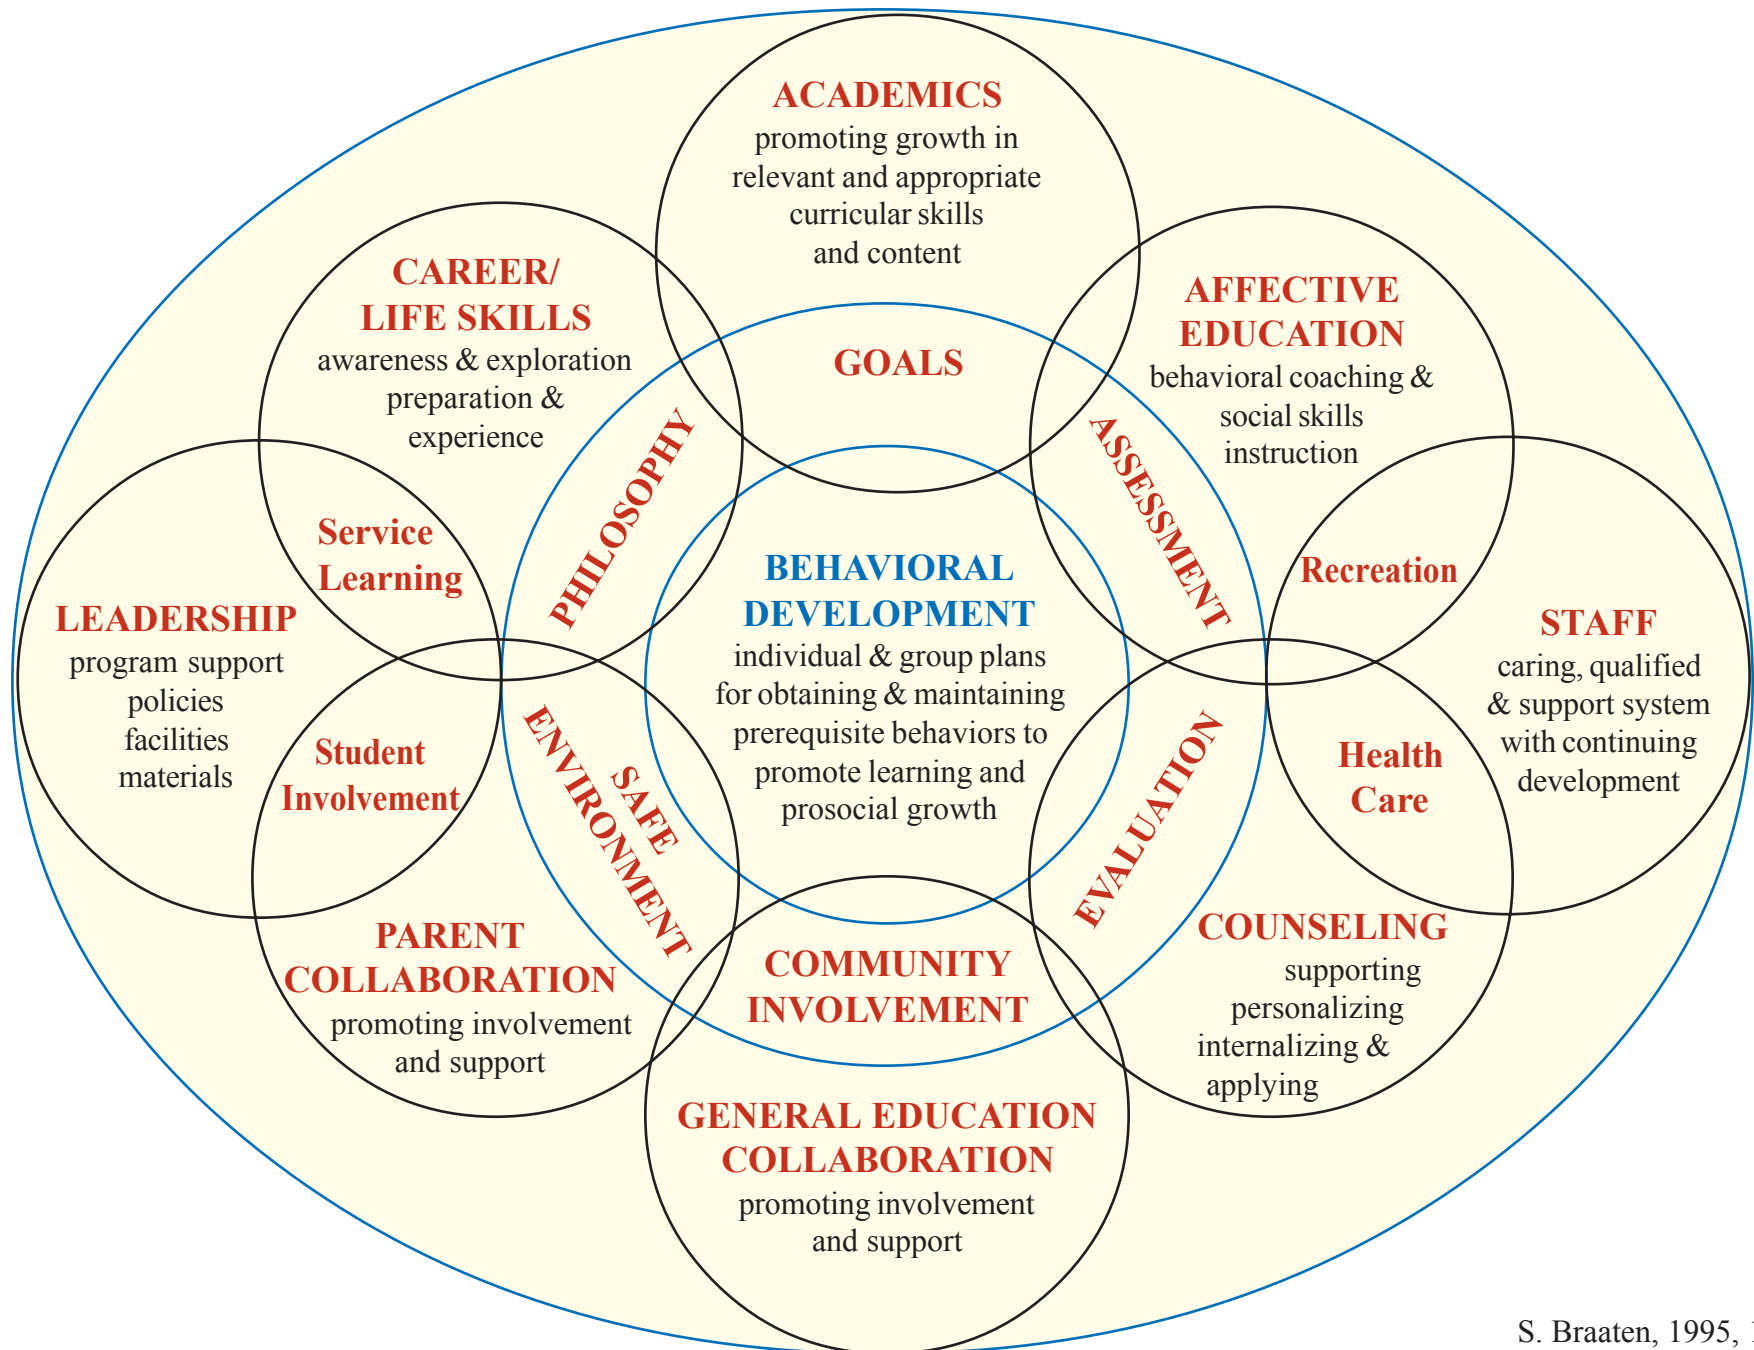 ACADEMICS
promoting growth in
relevant and appropriate
curricular skills
and content
CAREER/
LIFE SKILLS
awareness & exploration
preparation &
experience
AFFECTIVE
EDUCATION
behavioral coaching &
social skills
instruction
GOALS
PHILOSOPHY
ASSESSMENT
Service
Learning
Recreation
LEADERSHIP
program support
policies
facilities
materials
BEHAVIORAL
DEVELOPMENT
individual & group plans
for obtaining & maintaining
prerequisite behaviors to
promote learning and
prosocial growth
STAFF
caring, qualified
& support system
with continuing
development
Student
Involvement
SAFE
ENVIRONMENT
EVALUATION
Health
Care
PARENT
COLLABORATION
promoting involvement
and support
COMMUNITY
INVOLVEMENT
COUNSELING
supporting
personalizing
internalizing &
applying
GENERAL EDUCATION
COLLABORATION
promoting involvement
and support
S. Braaten, 1995,